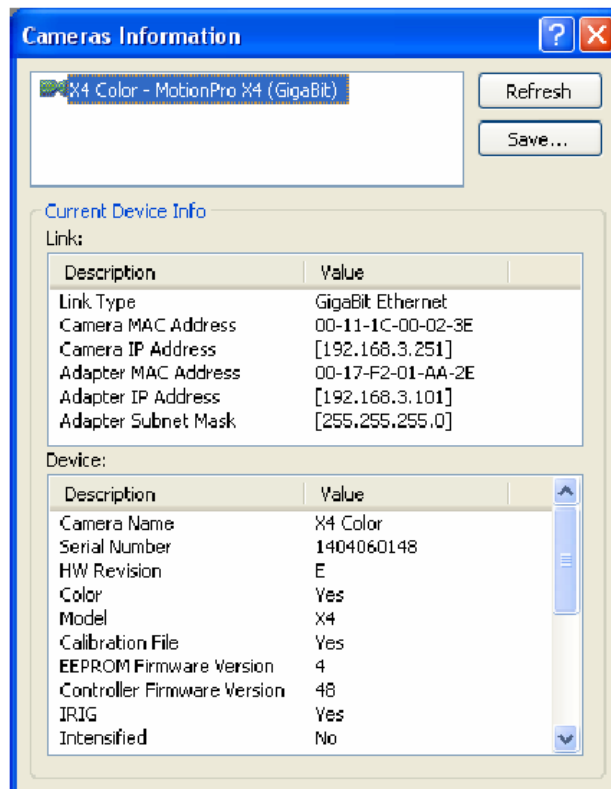 Cameras Information
X4 Color - MotionPro X4 (GigaBit)
Refresh
Save...
Current Device Info
Link:
Description Value
Link Type GigaBit Ethernet
Camera MAC Address 00-11-1C-00-02-3E
Camera IP Address [192.168.3.251]
Adapter MAC Address 00-17-F2-01-AA-2E
Adapter IP Address [192.168.3.101]
Adapter Subnet Mask [255.255.255.0]
Device:
Description Value
Camera Name X4 Color
Serial Number 1404060148
HW Revision E
Color Yes
Model X4
Calibration File Yes
EEPROM Firmware Version 4
Controller Firmware Version 48
IRIG Yes
Intensified No